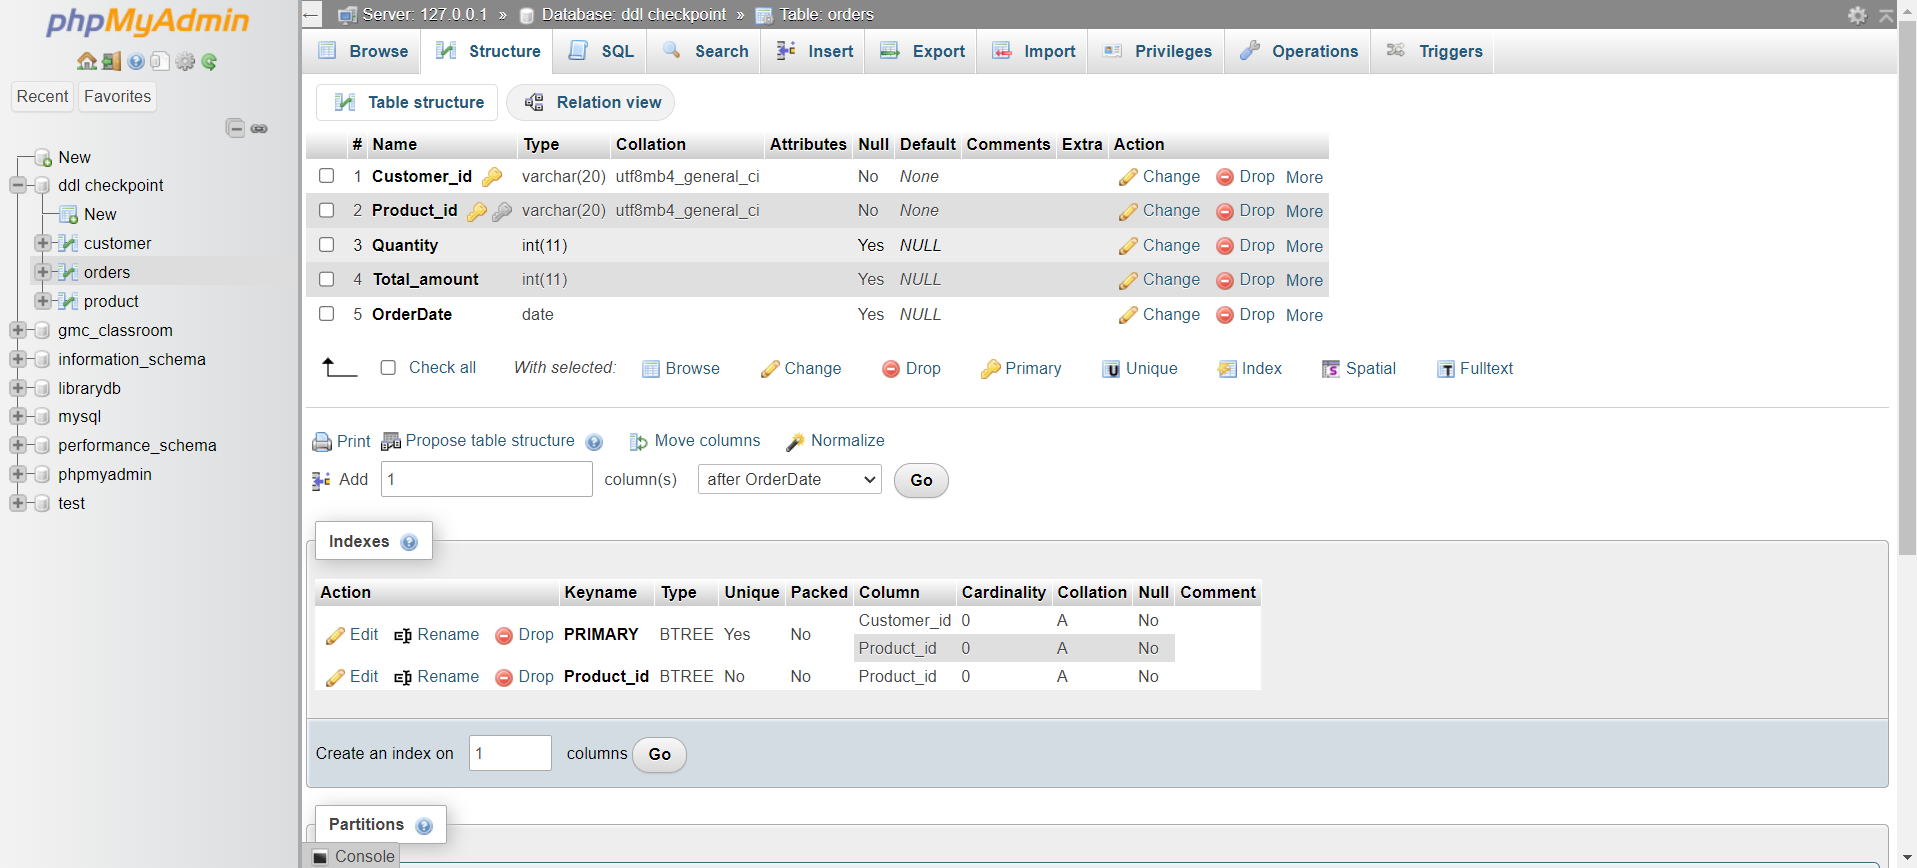 phpMyAdmin
Recent Favorites
New
ddl checkpoint
New
customer
orders
product
gmc_classroom
information_schema
librarydb
mysql
performance_schema
phpmyadmin
test
Server: 127.0.0.1 » Database: ddl checkpoint » Table: orders
Browse Structure SQL Search Insert Export Import Privileges Operations Triggers
Table structure Relation view
# Name Type Collation Attributes Null Default Comments Extra Action
1 Customer_id varchar(20) utf8mb4_general_ci No None Change Drop More
2 Product_id varchar(20) utf8mb4_general_ci No None Change Drop More
3 Quantity int(11) Yes NULL Change Drop More
4 Total_amount int(11) Yes NULL Change Drop More
5 OrderDate date Yes NULL Change Drop More
Check all With selected: Browse Change Drop Primary Unique Index Spatial Fulltext
Print Propose table structure Move columns Normalize
Add 1 column(s) after OrderDate Go
Indexes
Action Keyname Type Unique Packed Column Cardinality Collation Null Comment
Edit Rename Drop PRIMARY BTREE Yes No Customer_id 0 A No
Product_id 0 A No
Edit Rename Drop Product_id BTREE No No Product_id 0 A No
Create an index on 1 columns Go
Partitions
Console